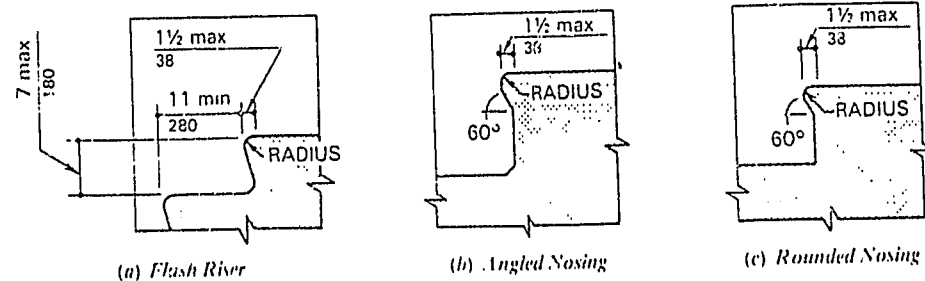 7 max
180
1½ max
38
11 min
280
RADIUS
(a) Flush Riser
1½ max
38
RADIUS
60°
(b) Angled Nosing
1½ max
38
RADIUS
60°
(c) Rounded Nosing